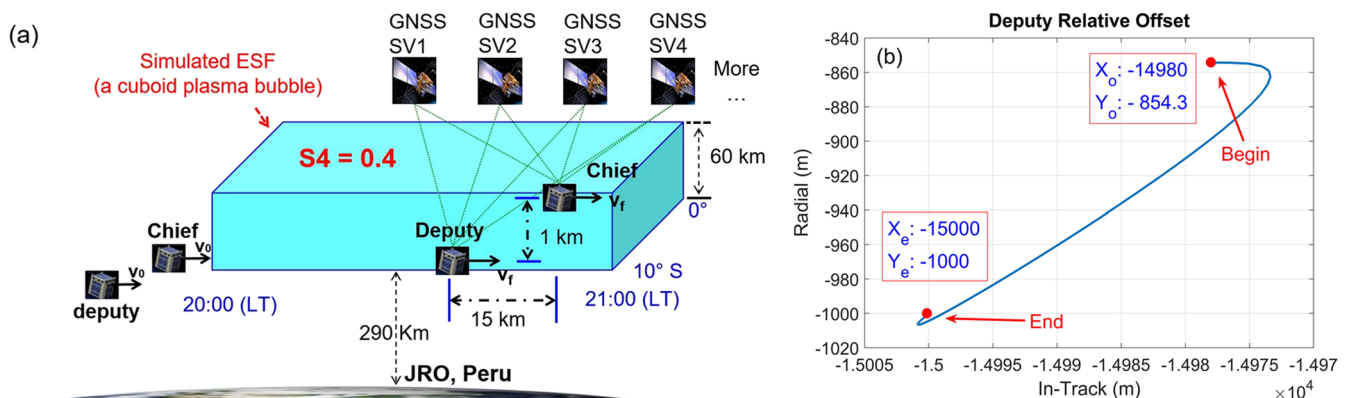 (a)
GNSS GNSS GNSS GNSS
SV1 SV2 SV3 SV4
More
...
Simulated ESF
(a cuboid plasma bubble)
S4 = 0.4
60 km
Chief
vf
0°
Deputy
1 km
vf
Chief
v0
v0
deputy
10° S
20:00 (LT)
21:00 (LT)
15 km
290 Km
JRO, Peru
Deputy Relative Offset
(b)
Radial (m)
-840
-860
-880
-900
-920
-940
-960
-980
-1000
-1020
Xo: -14980
Yo: - 854.3
Begin
Xe: -15000
Ye: -1000
End
-1.5005 -1.5 -1.4995 -1.499 -1.4985 -1.498 -1.4975 -1.497
In-Track (m)
×10⁴